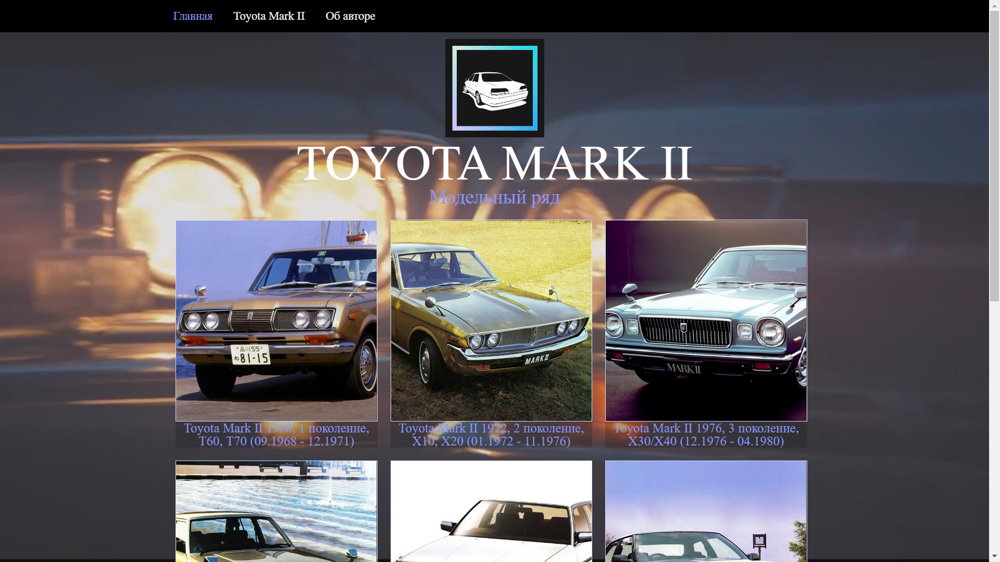 Главная
Toyota Mark II
Об авторе
TOYOTA MARK II
Модельный ряд
品川55
ね 81-15
MARK II
MARK II
Toyota Mark II 1968, 1 поколение,
T60, T70 (09.1968 - 12.1971)
Toyota Mark II 1972, 2 поколение,
X10, X20 (01.1972 - 11.1976)
Toyota Mark II 1976, 3 поколение,
X30/X40 (12.1976 - 04.1980)